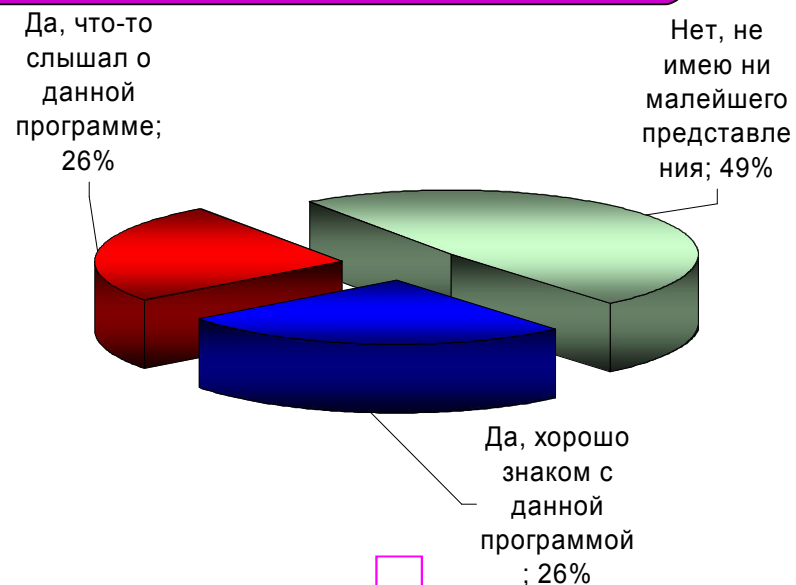 Да, что-то
слышал о
данной
программе;
26%
Нет, не
имею ни
малейшего
представле
ния; 49%
Да, хорошо
знаком с
данной
программой
; 26%